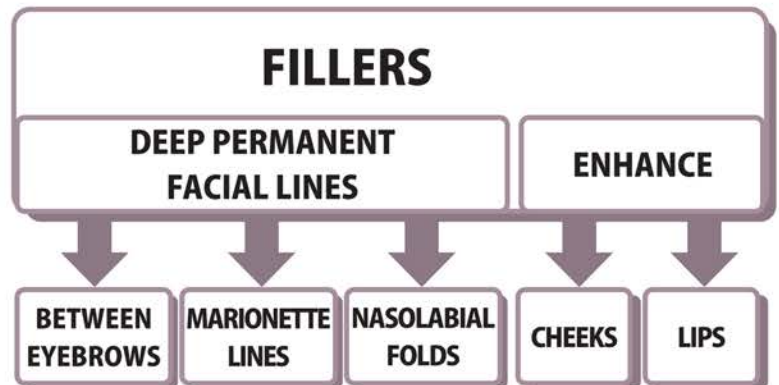 FILLERS
DEEP PERMANENT
FACIAL LINES
ENHANCE
BETWEEN
EYEBROWS
MARIONETTE
LINES
NASOLABIAL
FOLDS
CHEEKS
LIPS